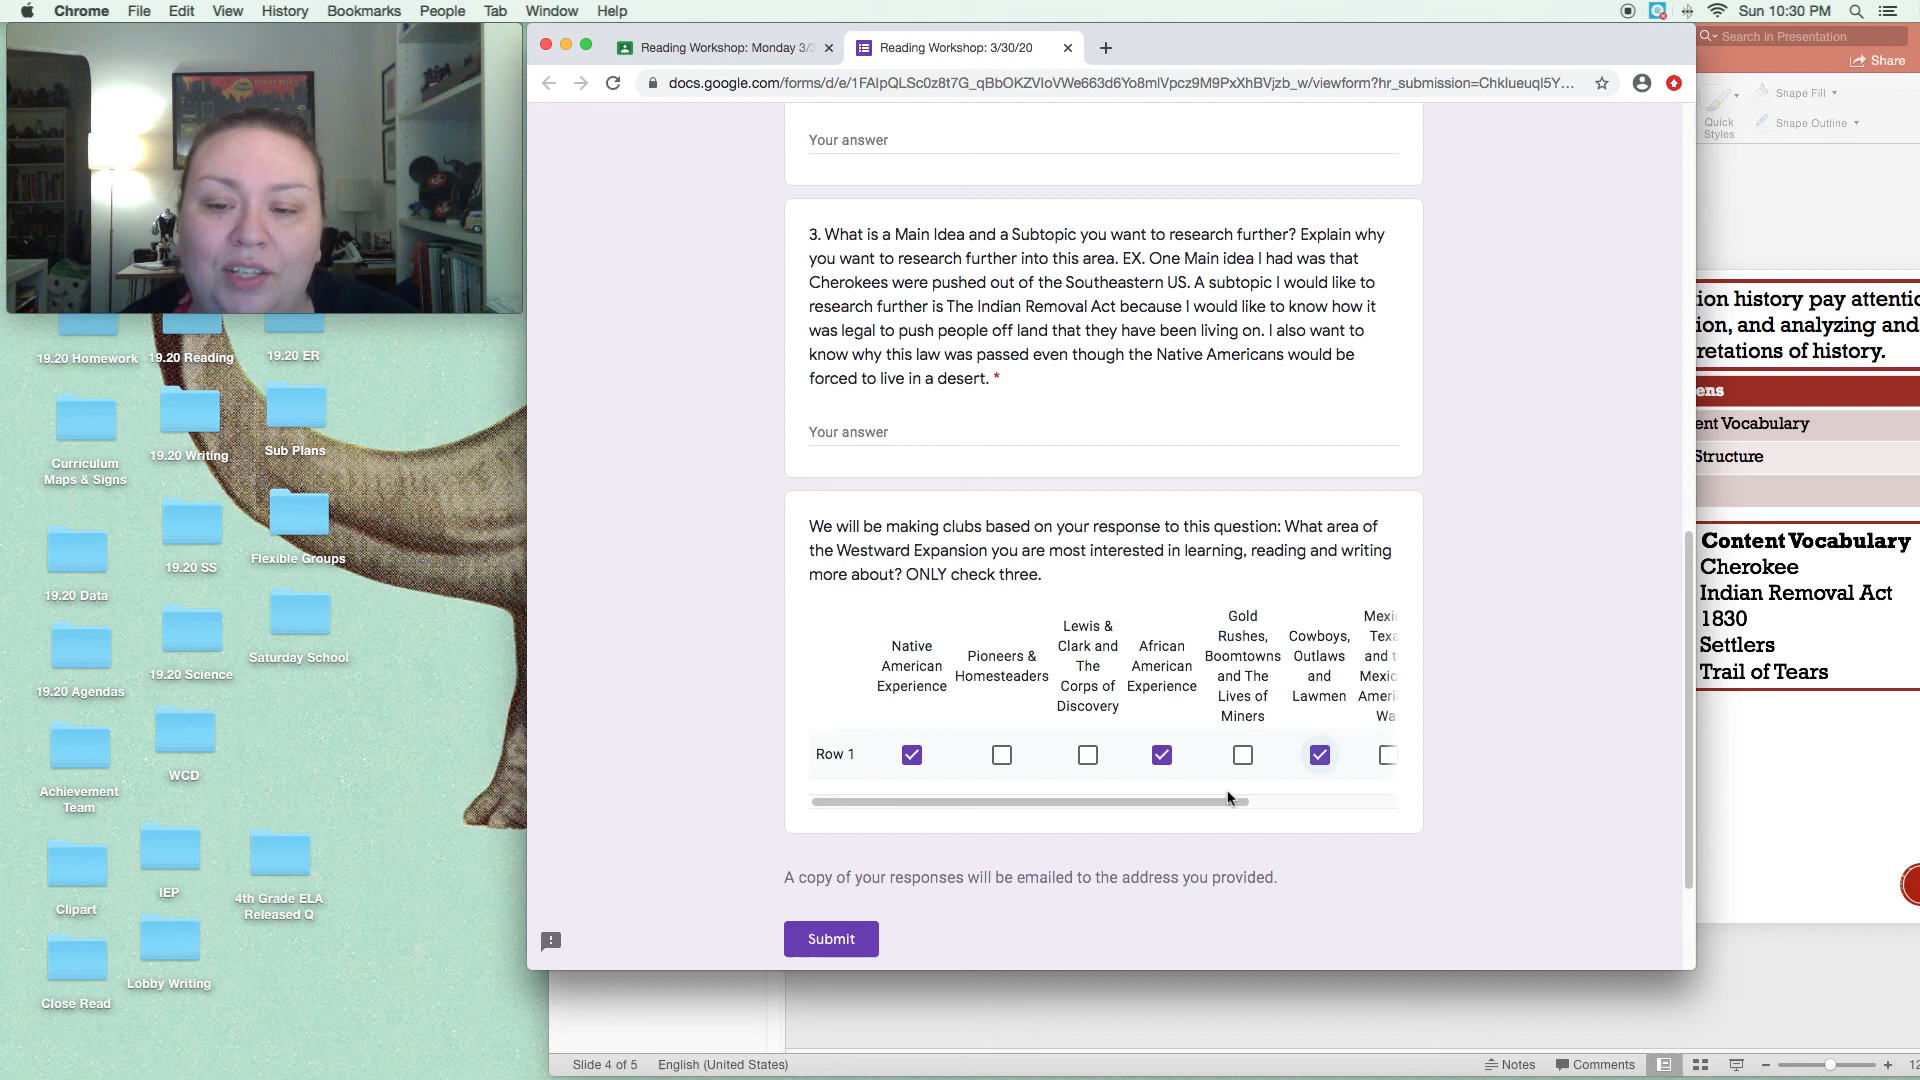 Chrome File Edit View History Bookmarks People Tab Window Help
Sun 10:30 PM
Reading Workshop: Monday 3/3
Reading Workshop: 3/30/20
docs.google.com/forms/d/e/1FAIpQLSc0z8t7G_qBbOKZVIoVWe663d6Yo8mlVpcz9M9PxXhBVjzb_w/viewform?hr_submission=ChkIueuql5Y...
Search in Presentation
Share
Shape Fill
Quick
Styles
Shape Outline
Your answer
3. What is a Main Idea and a Subtopic you want to research further? Explain why
you want to research further into this area. EX. One Main idea I had was that
Cherokees were pushed out of the Southeastern US. A subtopic I would like to
research further is The Indian Removal Act because I would like to know how it
was legal to push people off land that they have been living on. I also want to
know why this law was passed even though the Native Americans would be
forced to live in a desert. *
Your answer
We will be making clubs based on your response to this question: What area of
the Westward Expansion you are most interested in learning, reading and writing
more about? ONLY check three.
Native
American
Experience
Pioneers &
Homesteaders
Lewis &
Clark and
The
Corps of
Discovery
African
American
Experience
Gold
Rushes,
Boomtowns
and The
Lives of
Miners
Cowboys,
Outlaws
and
Lawmen
Mexic
Texa
and t
Mexic
Ameri
Wa
Row 1
A copy of your responses will be emailed to the address you provided.
Submit
19.20 Homework
19.20 Reading
19.20 ER
Curriculum
Maps & Signs
19.20 Writing
Sub Plans
19.20 Data
19.20 SS
Flexible Groups
19.20 Agendas
19.20 Science
Saturday School
Achievement
Team
WCD
Clipart
IEP
4th Grade ELA
Released Q
Close Read
Lobby Writing
ion history pay attentio
ion, and analyzing and
retations of history.
ens
ent Vocabulary
Structure
Content Vocabulary
Cherokee
Indian Removal Act
1830
Settlers
Trail of Tears
Slide 4 of 5
English (United States)
Notes
Comments
12